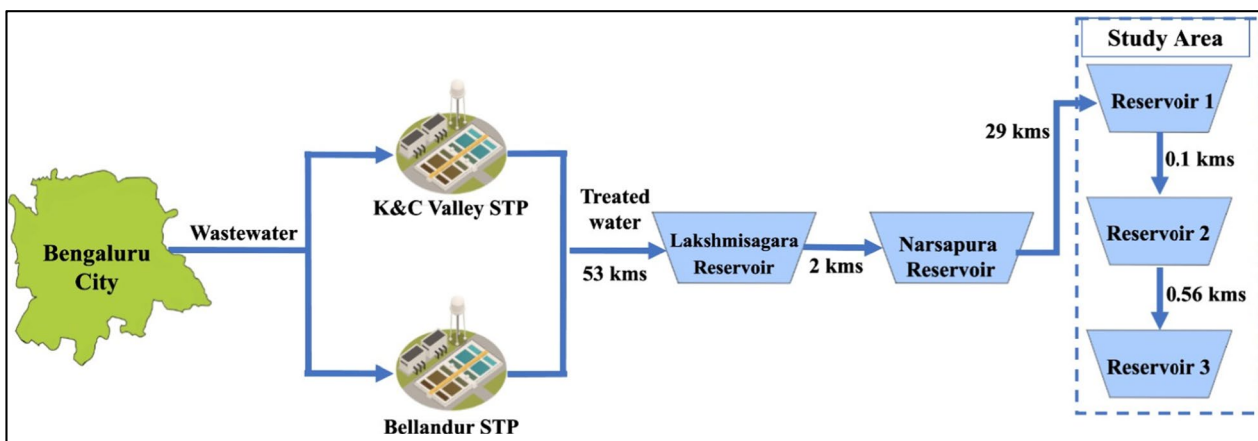 Bengaluru
City
Wastewater
K&C Valley STP
Bellandur STP
Treated
water
53 kms
Lakshmisagara
Reservoir
2 kms
Narsapura
Reservoir
29 kms
Study Area
Reservoir 1
0.1 kms
Reservoir 2
0.56 kms
Reservoir 3